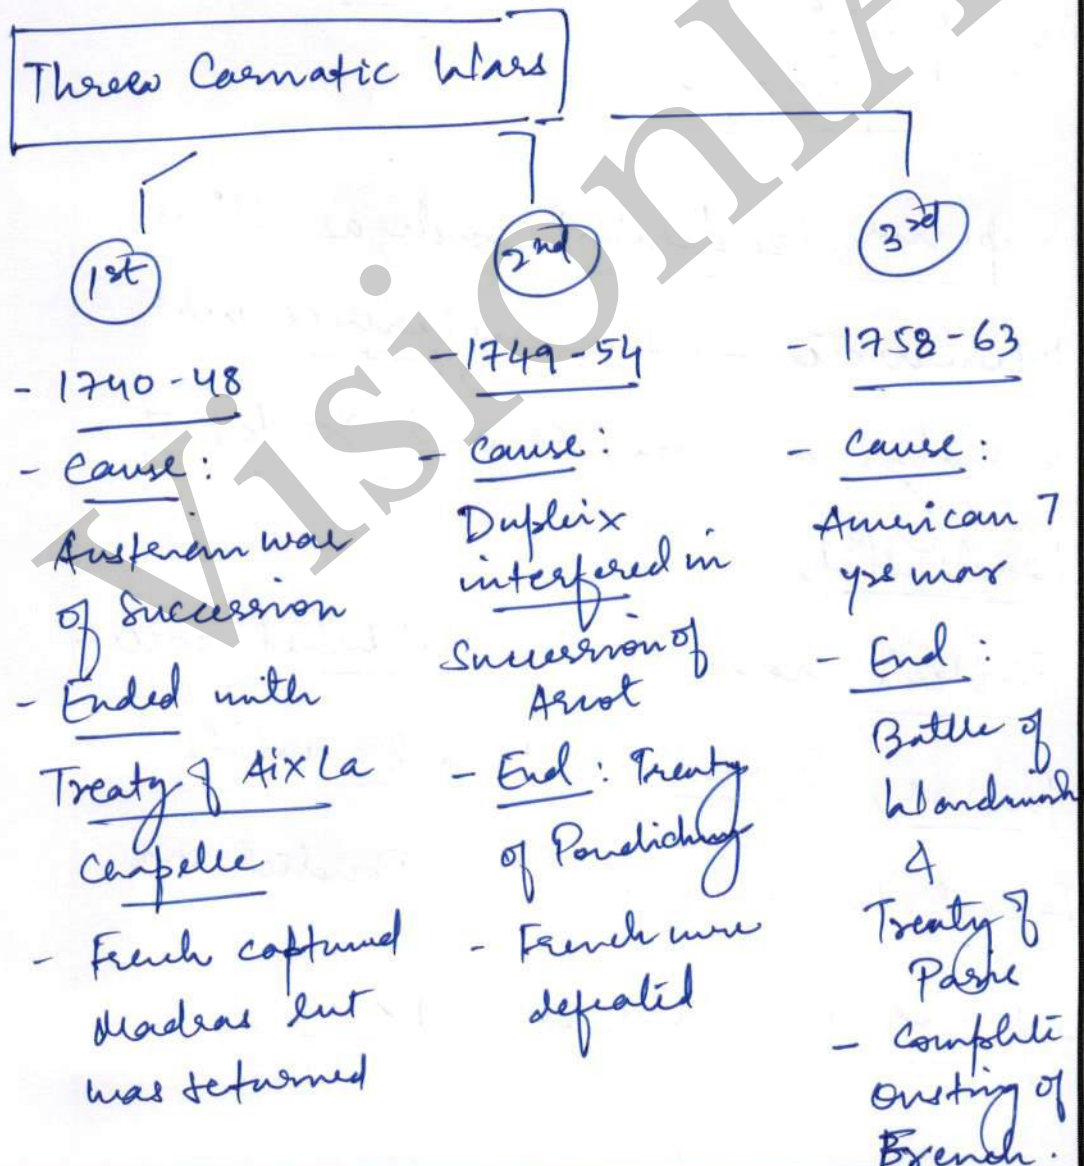 Three Carnatic Wars
1st
- 1740-48
- Cause:
Austerian war
of Succession
- Ended with
Treaty of Aix La
Chapelle
- French captured
Madras but
was returned
2nd
- 1749-54
- Cause:
Dupleix
interfered in
Succession of
Arcot
- End: Treaty
of Pondicherry
- French were
defeated
3rd
- 1758-63
- Cause:
American 7
yrs war
- End:
Battle of
Wandiwash
&
Treaty of
Paris
- Complete
Ousting of
French.
VisionIA